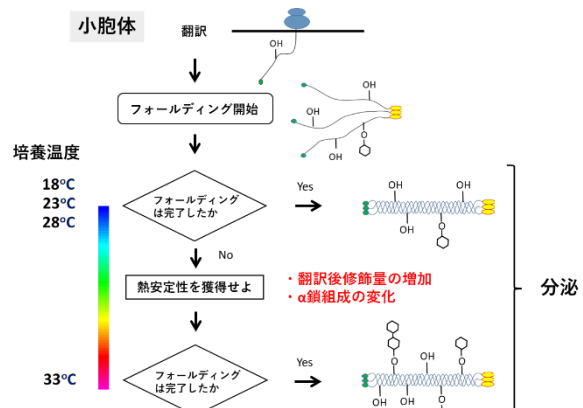 小胞体
翻訳
OH
フォールディング開始
OH
OH
OH
O
培養温度
18℃
23℃
28℃
フォールディング
は完了したか
Yes
OH
OH
OH
O
No
熱安定性を獲得せよ
・翻訳後修飾量の増加
・α鎖組成の変化
分泌
33℃
フォールディング
は完了したか
Yes
O
OH
O
OH
OH
O